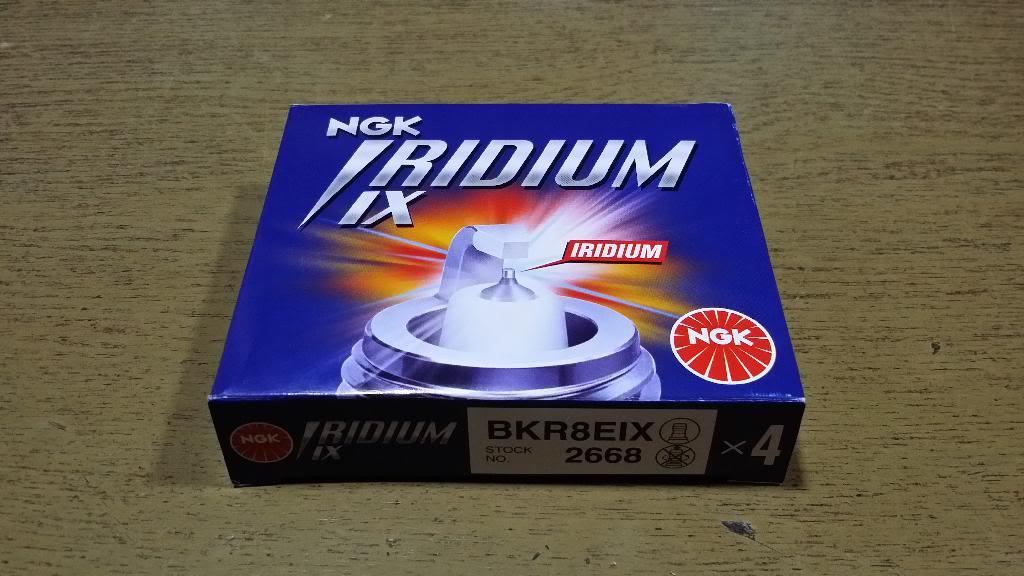 NGK
IRIDIUM
IX
IRIDIUM
NGK
NGK
IRIDIUM
IX
BKR8EIX
STOCK
NO.
2668
×4